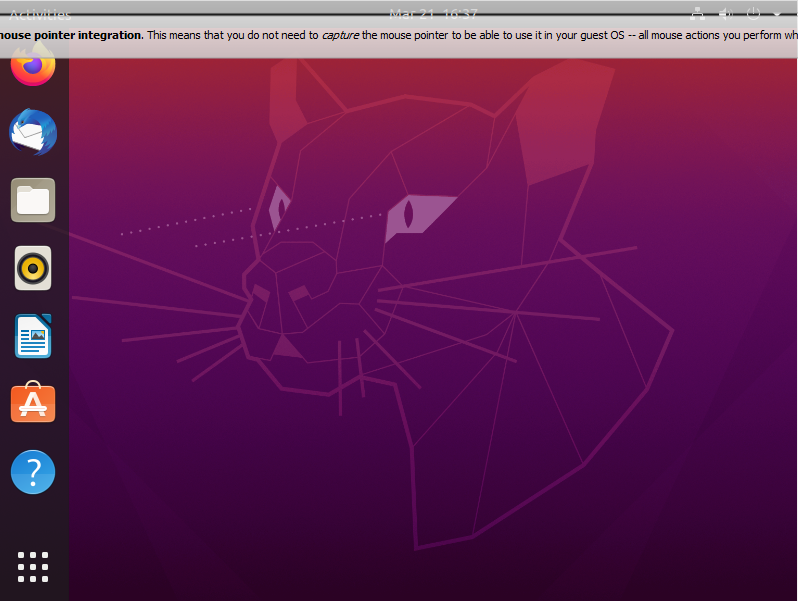 Activities Mar 21 16:37
mouse pointer integration. This means that you do not need to capture the mouse pointer to be able to use it in your guest OS -- all mouse actions you perform wh
?